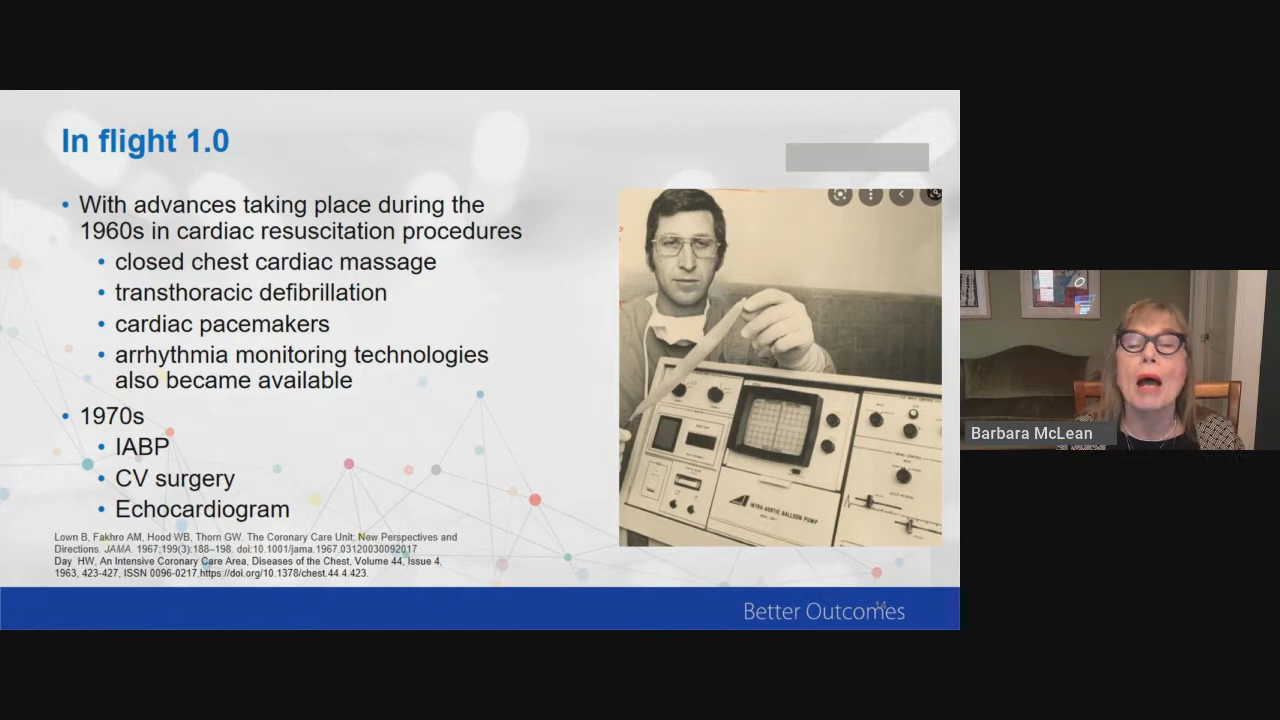 In flight 1.0
• With advances taking place during the
1960s in cardiac resuscitation procedures
• closed chest cardiac massage
• transthoracic defibrillation
• cardiac pacemakers
• arrhythmia monitoring technologies
also became available
• 1970s
• IABP
• CV surgery
• Echocardiogram
Lown B, Fakhro AM, Hood WB, Thorn GW. The Coronary Care Unit: New Perspectives and
Directions. JAMA. 1967;199(3):188–198. doi:10.1001/jama.1967.03120030092017
Day HW, An Intensive Coronary Care Area, Diseases of the Chest, Volume 44, Issue 4,
1963, 423-427, ISSN 0096-0217,https://doi.org/10.1378/chest.44.4.423.
INTRA-AORTIC BALLOON PUMP
Better Outcomes
Barbara McLean